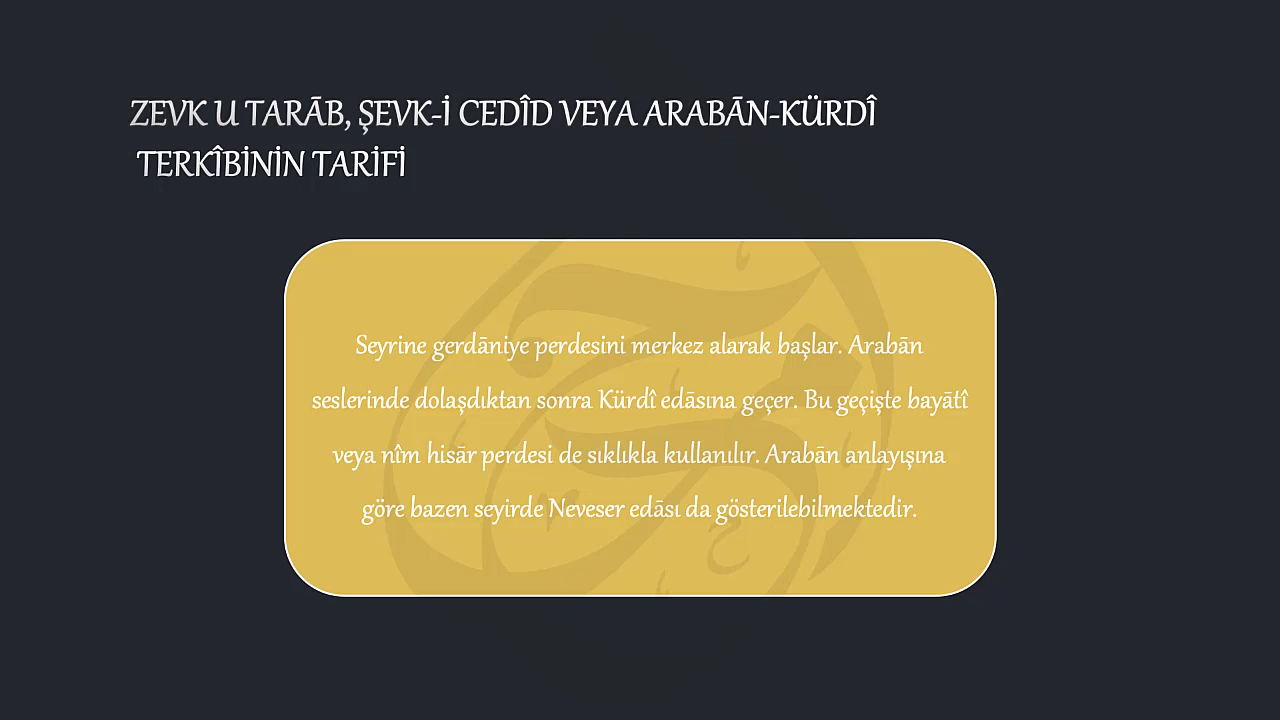 ZEVK U TARĀB, ŞEVK-İ CEDÎD VEYA ARABĀN-KÜRDÎ
TERKÎBİNİN TARİFİ
Seyrine gerdāniye perdesini merkez alarak başlar. Arabān
seslerinde dolaşdıktan sonra Kürdî edāsına geçer. Bu geçişte bayātî
veya nîm hisār perdesi de sıklıkla kullanılır. Arabān anlayışına
göre bazen seyirde Neveser edāsı da gösterilebilmektedir.